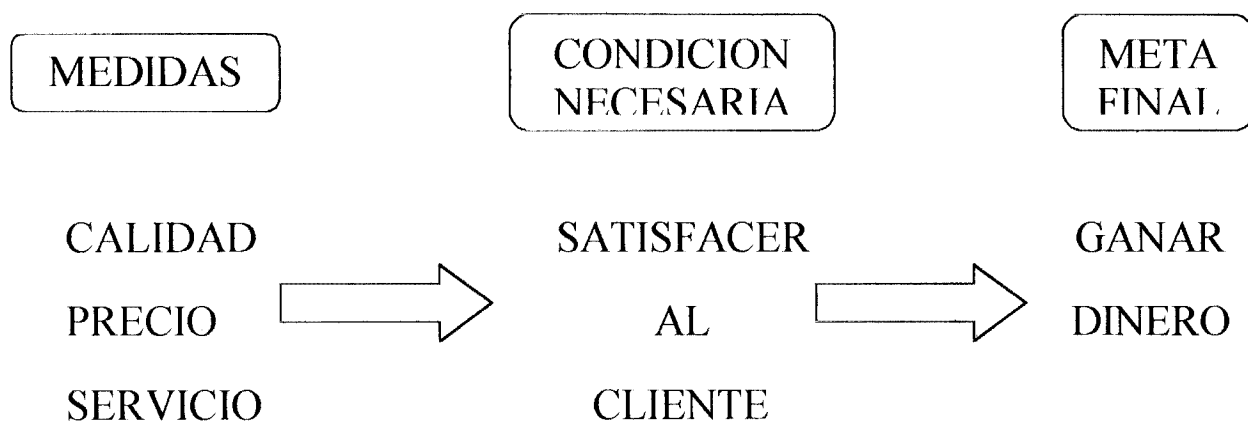 MEDIDAS
CONDICION
NECESARIA
META
FINAL
CALIDAD
PRECIO
SERVICIO
SATISFACER
AL
CLIENTE
GANAR
DINERO